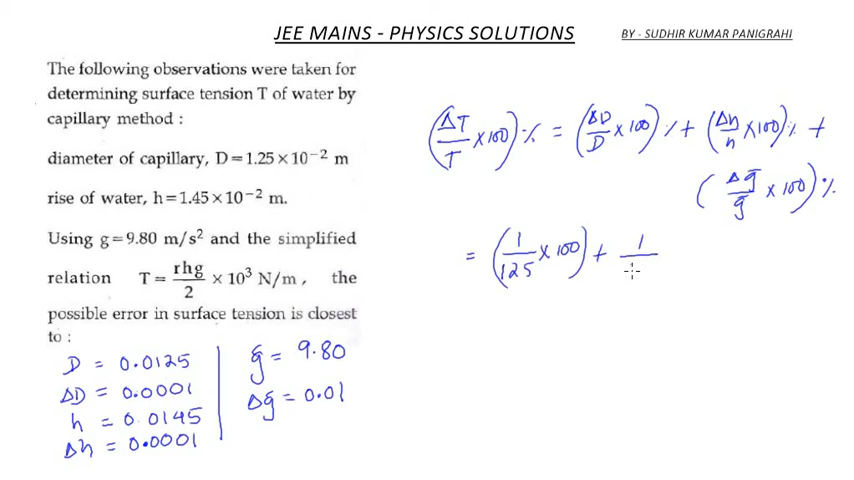 JEE MAINS - PHYSICS SOLUTIONS
BY - SUDHIR KUMAR PANIGRAHI
The following observations were taken for
determining surface tension T of water by
capillary method :
diameter of capillary, D = 1.25 × 10⁻² m
rise of water, h = 1.45 × 10⁻² m.
Using g = 9.80 m/s² and the simplified
relation T = rhg/2 × 10³ N/m, the
possible error in surface tension is closest
to :
D = 0.0125
ΔD = 0.0001
h = 0.0145
Δh = 0.0001
g = 9.80
Δg = 0.01
(ΔT/T × 100) % = (ΔD/D × 100) % + (Δh/h × 100) % +
(Δg/g × 100) %
= (1/125 × 100) + 1/